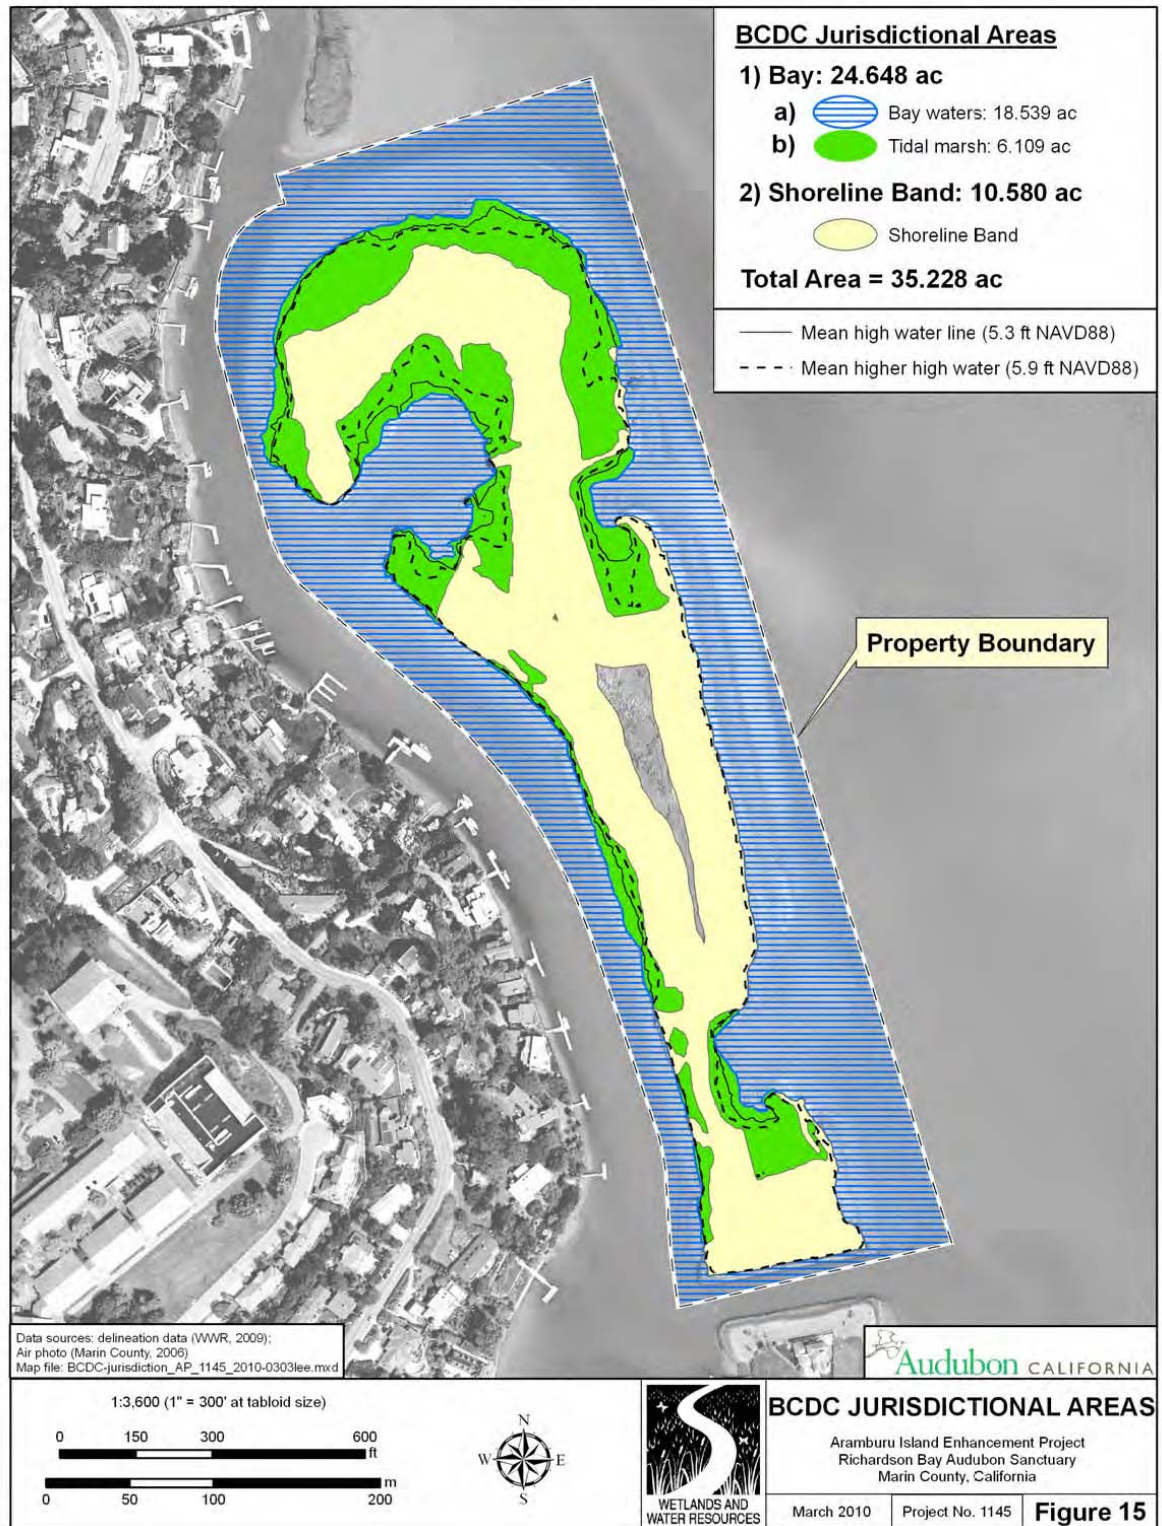 BCDC Jurisdictional Areas
1) Bay: 24.648 ac
a) Bay waters: 18.539 ac
b) Tidal marsh: 6.109 ac
2) Shoreline Band: 10.580 ac
Shoreline Band
Total Area = 35.228 ac
Mean high water line (5.3 ft NAVD88)
Mean higher high water (5.9 ft NAVD88)
Property Boundary
Data sources: delineation data (WWR, 2009);
Air photo (Marin County, 2006)
Map file: BCDC-jurisdiction_AP_1145_2010-0303lee.mxd
Audubon CALIFORNIA
1:3,600 (1" = 300' at tabloid size)
0 150 300 600
ft
m
0 50 100 200
N
W E
S
WETLANDS AND
WATER RESOURCES
BCDC JURISDICTIONAL AREAS
Aramburu Island Enhancement Project
Richardson Bay Audubon Sanctuary
Marin County, California
March 2010 Project No. 1145 Figure 15